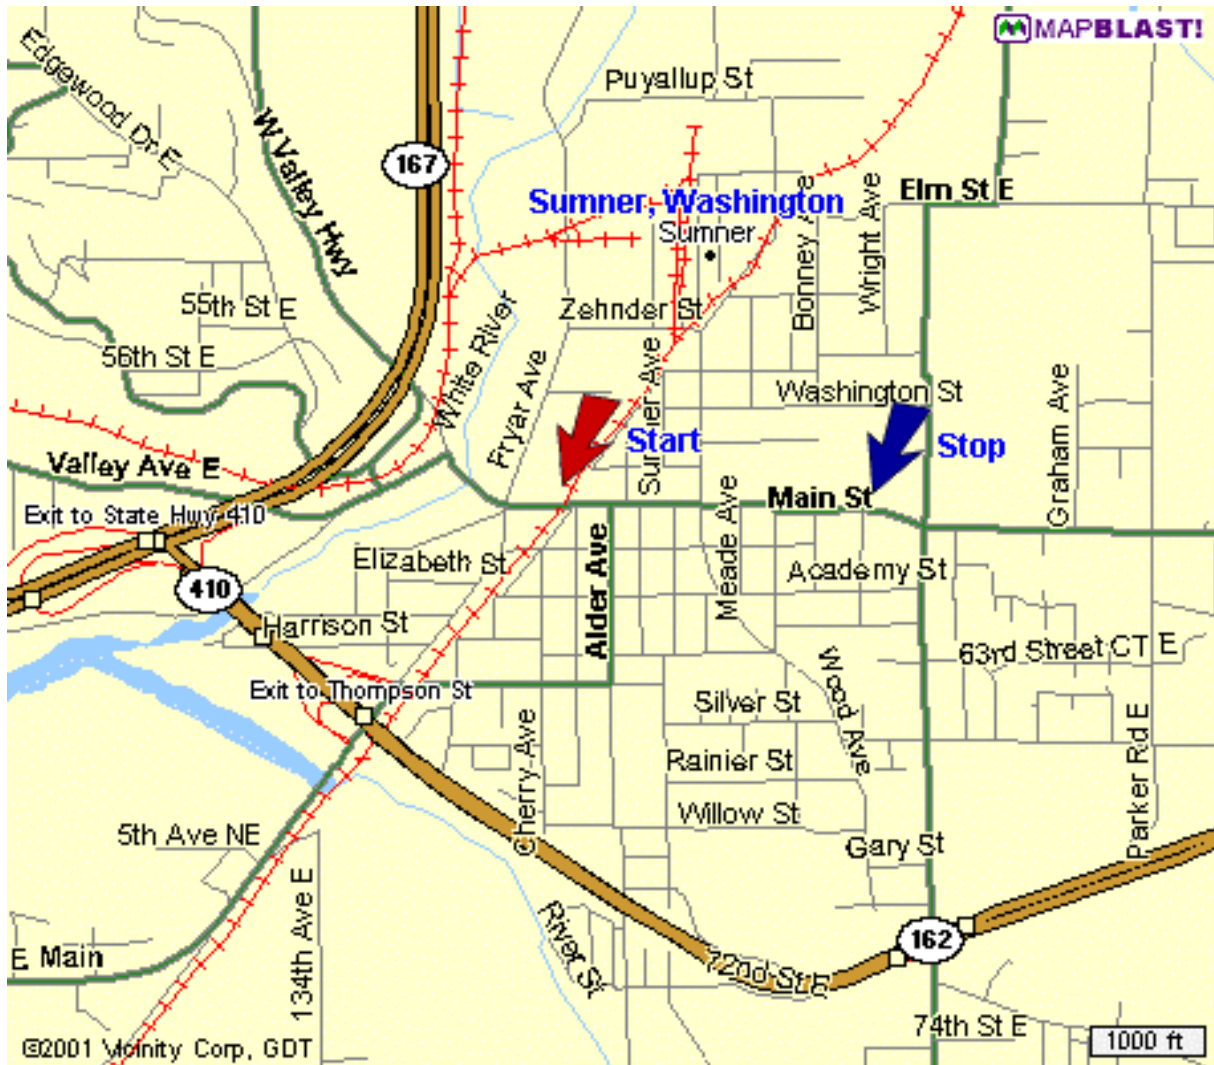 MAPBLAST!
Edgewood Dr E
Puyallup St
W Valley Hwy
167
Elm St E
Sumner, Washington
Sumner
Bonney Ave
Wright Ave
55th St E
Zehnder St
56th St E
White River
Fryar Ave
Sumner Ave
Washington St
Graham Ave
Start
Stop
Valley Ave E
Main St
Exit to State Hwy 410
Meade Ave
Elizabeth St
Alder Ave
Academy St
410
Harrison St
63rd Street CT E
Exit to Thompson St
Silver St
Wood Ave
Cherry Ave
Rainier St
Parker Rd E
Willow St
5th Ave NE
Gary St
134th Ave E
River St
162
E Main
72nd St E
74th St E
1000 ft
©2001 Vicinity Corp, GDT